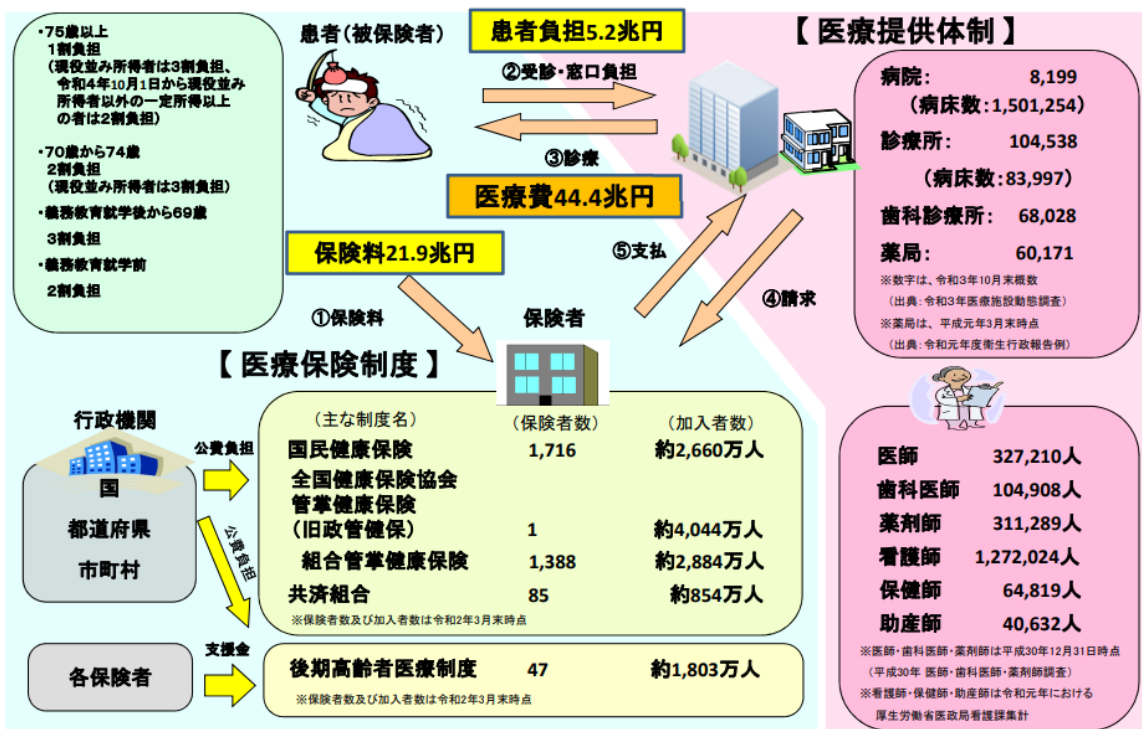 ・75歳以上
1割負担
(現役並み所得者は3割負担、
令和4年10月1日から現役並み
所得者以外の一定所得以上
の者は2割負担)
・70歳から74歳
2割負担
(現役並み所得者は3割負担)
・義務教育就学後から69歳
3割負担
・義務教育就学前
2割負担
患者(被保険者)
患者負担5.2兆円
②受診・窓口負担
③診療
医療費44.4兆円
保険料21.9兆円
①保険料
⑤支払
④請求
保険者
【 医療提供体制 】
病院: 8,199
(病床数:1,501,254)
診療所: 104,538
(病床数:83,997)
歯科診療所: 68,028
薬局: 60,171
※数字は、令和3年10月末概数
(出典:令和3年医療施設動態調査)
※薬局は、平成元年3月末時点
(出典:令和元年度衛生行政報告例)
【 医療保険制度 】
行政機関
国
都道府県
市町村
公費負担
公費負担
(主な制度名) (保険者数) (加入者数)
国民健康保険 1,716 約2,660万人
全国健康保険協会
管掌健康保険
(旧政管健保) 1 約4,044万人
組合管掌健康保険 1,388 約2,884万人
共済組合 85 約854万人
※保険者数及び加入者数は令和2年3月末時点
各保険者
支援金
後期高齢者医療制度 47 約1,803万人
※保険者数及び加入者数は令和2年3月末時点
医師 327,210人
歯科医師 104,908人
薬剤師 311,289人
看護師 1,272,024人
保健師 64,819人
助産師 40,632人
※医師・歯科医師・薬剤師は平成30年12月31日時点
(平成30年 医師・歯科医師・薬剤師調査)
※看護師・保健師・助産師は令和元年における
厚生労働省医政局看護課集計